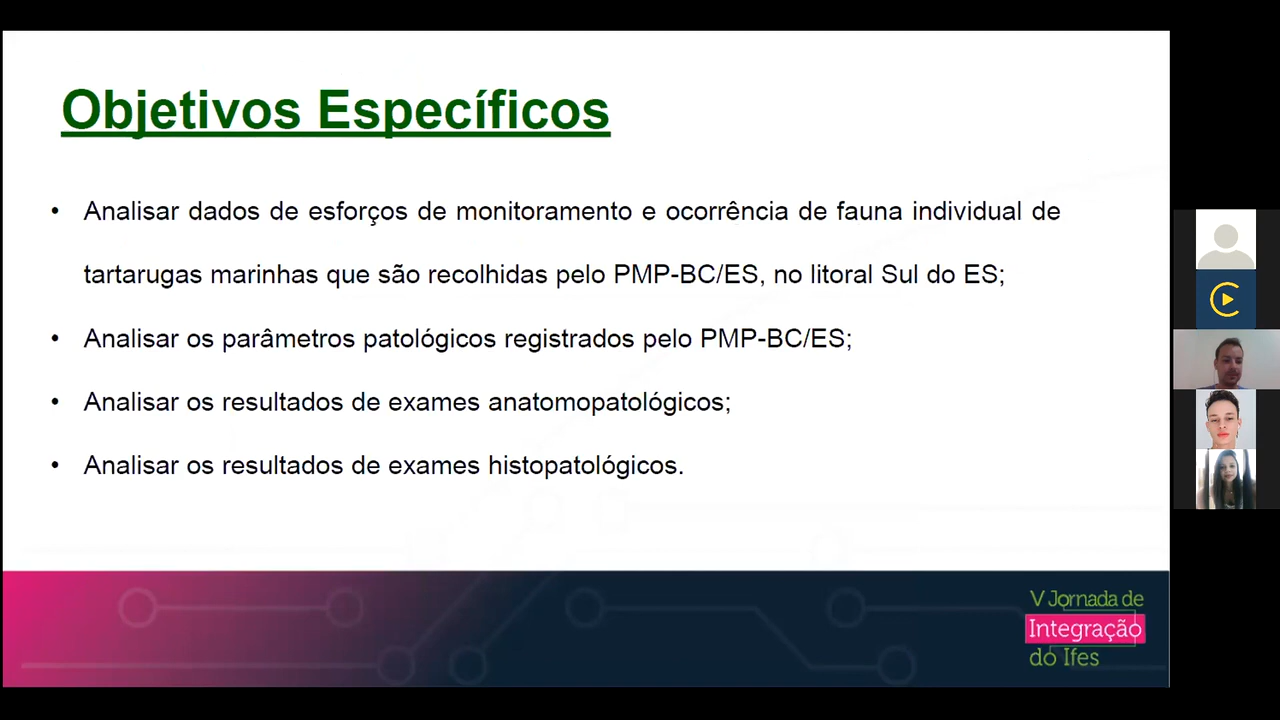 Objetivos Específicos
• Analisar dados de esforços de monitoramento e ocorrência de fauna individual de
tartarugas marinhas que são recolhidas pelo PMP-BC/ES, no litoral Sul do ES;
• Analisar os parâmetros patológicos registrados pelo PMP-BC/ES;
• Analisar os resultados de exames anatomopatológicos;
• Analisar os resultados de exames histopatológicos.
V Jornada de
Integração
do Ifes